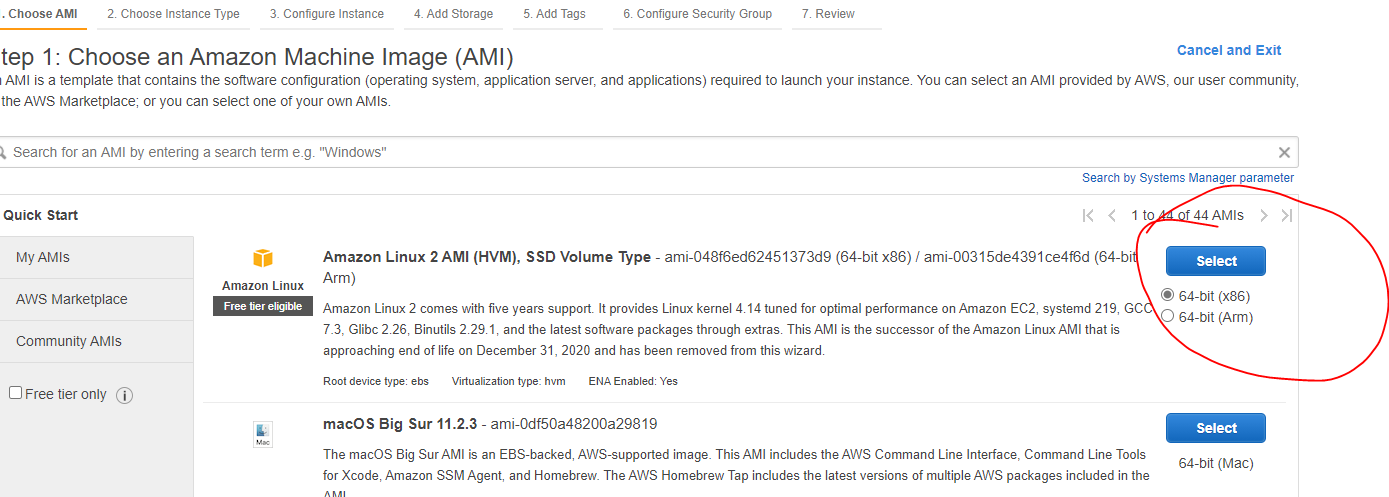 . Choose AMI 2. Choose Instance Type 3. Configure Instance 4. Add Storage 5. Add Tags 6. Configure Security Group 7. Review
tep 1: Choose an Amazon Machine Image (AMI)
Cancel and Exit
AMI is a template that contains the software configuration (operating system, application server, and applications) required to launch your instance. You can select an AMI provided by AWS, our user community,
the AWS Marketplace; or you can select one of your own AMIs.
Search for an AMI by entering a search term e.g. "Windows"
Search by Systems Manager parameter
Quick Start
1 to 44 of 44 AMIs
My AMIs
AWS Marketplace
Community AMIs
Free tier only
Amazon Linux
Free tier eligible
Amazon Linux 2 AMI (HVM), SSD Volume Type - ami-048f6ed62451373d9 (64-bit x86) / ami-00315de4391ce4f6d (64-bit
Arm)
Amazon Linux 2 comes with five years support. It provides Linux kernel 4.14 tuned for optimal performance on Amazon EC2, systemd 219, GCC
7.3, Glibc 2.26, Binutils 2.29.1, and the latest software packages through extras. This AMI is the successor of the Amazon Linux AMI that is
approaching end of life on December 31, 2020 and has been removed from this wizard.
Root device type: ebs Virtualization type: hvm ENA Enabled: Yes
Select
64-bit (x86)
64-bit (Arm)
Mac
macOS Big Sur 11.2.3 - ami-0df50a48200a29819
The macOS Big Sur AMI is an EBS-backed, AWS-supported image. This AMI includes the AWS Command Line Interface, Command Line Tools
for Xcode, Amazon SSM Agent, and Homebrew. The AWS Homebrew Tap includes the latest versions of multiple AWS packages included in the
AMI
Select
64-bit (Mac)